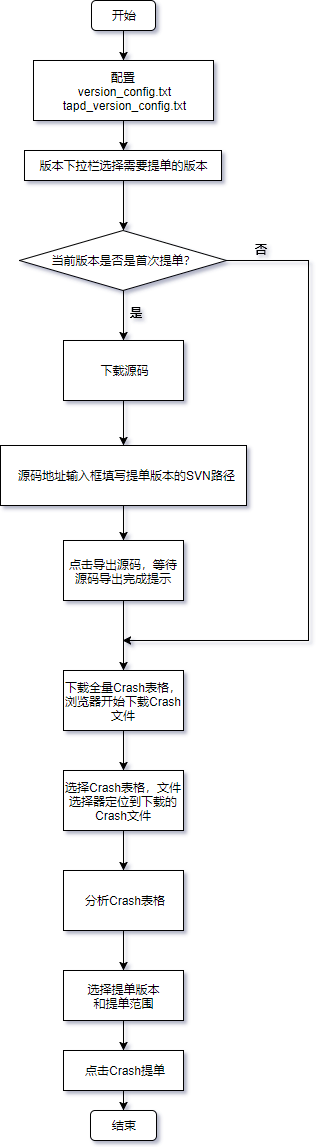 开始
配置
version_config.txt
tapd_version_config.txt
版本下拉栏选择需要提单的版本
当前版本是否是首次提单?
否
是
下载源码
源码地址输入框填写提单版本的SVN路径
点击导出源码，等待
源码导出完成提示
下载全量Crash表格，
浏览器开始下载Crash
文件
选择Crash表格，文件
选择器定位到下载的
Crash文件
分析Crash表格
选择提单版本
和提单范围
点击Crash提单
结束